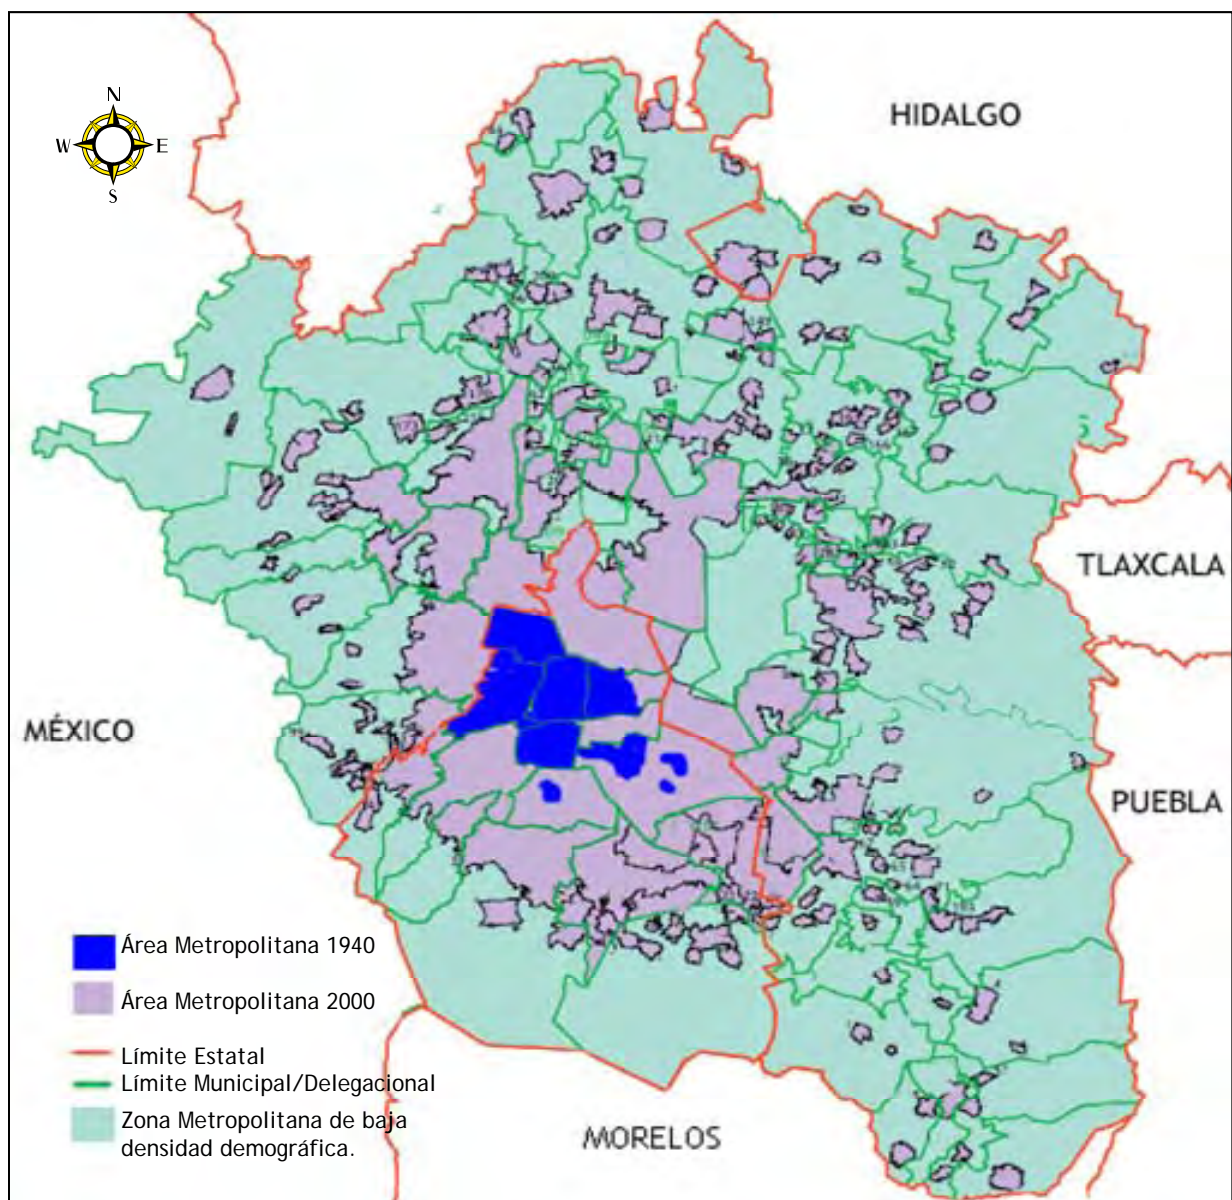 N
W
E
S
HIDALGO
TLAXCALA
MÉXICO
PUEBLA
Área Metropolitana 1940
Área Metropolitana 2000
Límite Estatal
Límite Municipal/Delegacional
Zona Metropolitana de baja
densidad demográfica.
MORELOS